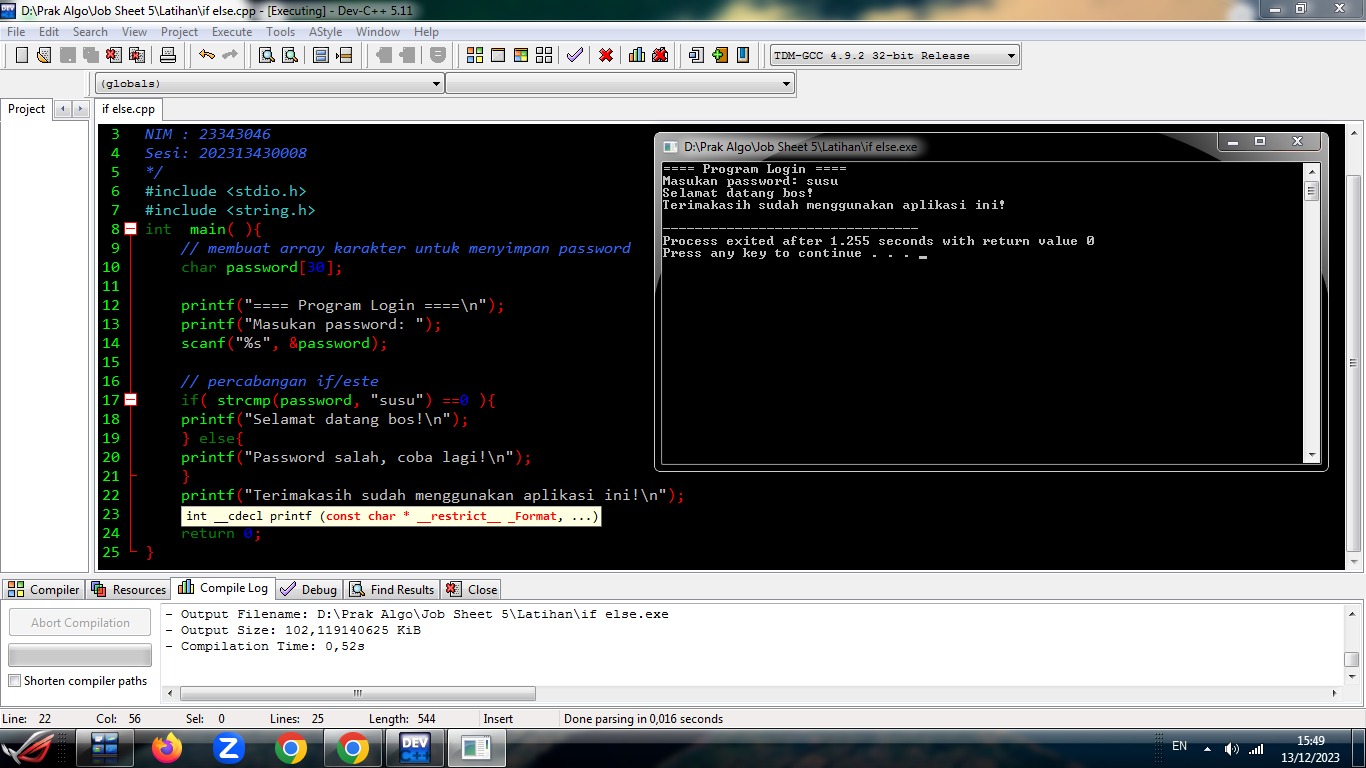 D:\Prak Algo\Job Sheet 5\Latihan\if else.cpp - [Executing] - Dev-C++ 5.11
File Edit Search View Project Execute Tools AStyle Window Help
TDM-GCC 4.9.2 32-bit Release
(globals)
Project
if else.cpp
3 NIM : 23343046
4 Sesi: 202313430008
5 */
6 #include <stdio.h>
7 #include <string.h>
8 int  main( ){
9 // membuat array karakter untuk menyimpan password
10 char password[30];
11
12 printf("==== Program Login ====\n");
13 printf("Masukan password: ");
14 scanf("%s", &password);
15
16 // percabangan if/este
17 if( strcmp(password, "susu") ==0 ){
18 printf("Selamat datang bos!\n");
19 } else{
20 printf("Password salah, coba lagi!\n");
21 }
22 printf("Terimakasih sudah menggunakan aplikasi ini!\n");
23 int __cdecl printf (const char * __restrict__ _Format, ...)
24 return 0;
25 }
D:\Prak Algo\Job Sheet 5\Latihan\if else.exe
==== Program Login ====
Masukan password: susu
Selamat datang bos!
Terimakasih sudah menggunakan aplikasi ini!
--------------------------------
Process exited after 1.255 seconds with return value 0
Press any key to continue . . . _
Compiler Resources Compile Log Debug Find Results Close
Abort Compilation
Shorten compiler paths
- Output Filename: D:\Prak Algo\Job Sheet 5\Latihan\if else.exe
- Output Size: 102,119140625 KiB
- Compilation Time: 0,52s
Line: 22 Col: 56 Sel: 0 Lines: 25 Length: 544 Insert Done parsing in 0,016 seconds
DEV C++
EN
15:49
13/12/2023